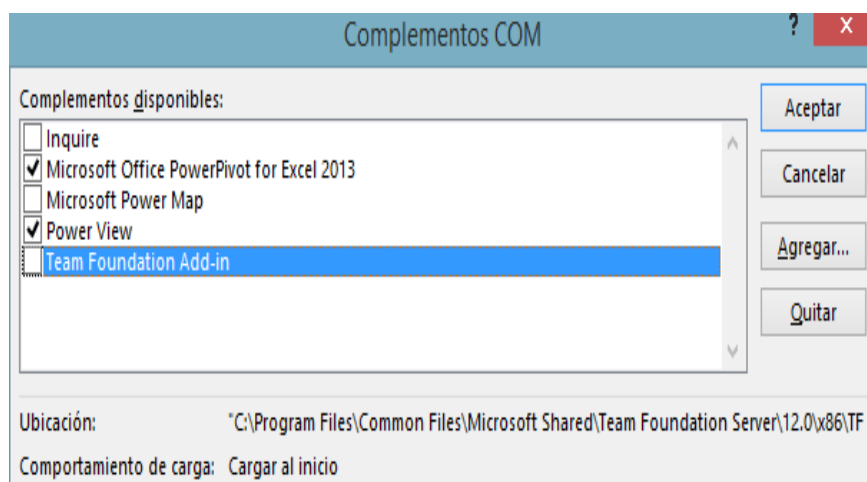 Complementos COM
? X
Complementos disponibles:
Inquire
Microsoft Office PowerPivot for Excel 2013
Microsoft Power Map
Power View
Team Foundation Add-in
Aceptar
Cancelar
Agregar...
Quitar
Ubicación: "C:\Program Files\Common Files\Microsoft Shared\Team Foundation Server\12.0\x86\TF
Comportamiento de carga: Cargar al inicio